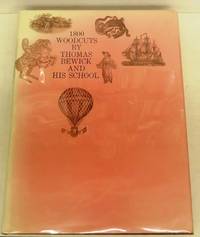 1800
WOODCUTS
BY
THOMAS
BEWICK
AND
HIS SCHOOL